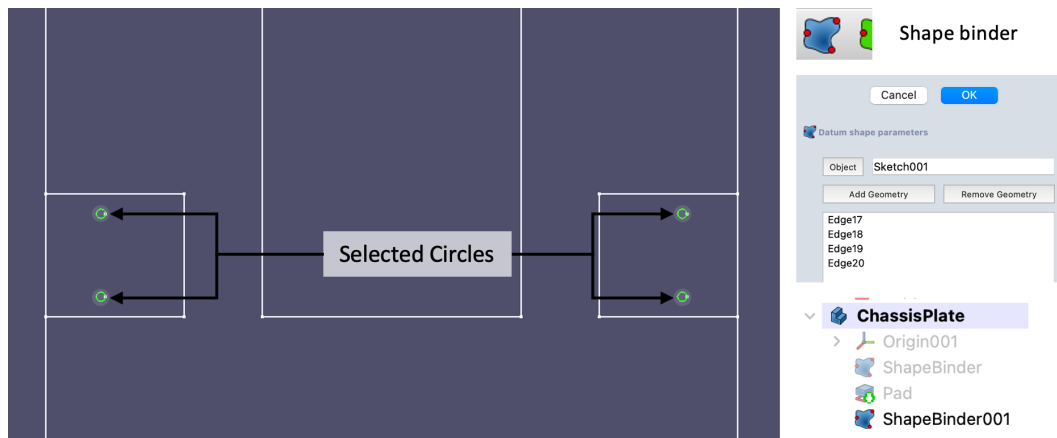 Selected Circles
Shape binder
Cancel
OK
Datum shape parameters
Object
Sketch001
Add Geometry
Remove Geometry
Edge17
Edge18
Edge19
Edge20
ChassisPlate
Origin001
ShapeBinder
Pad
ShapeBinder001